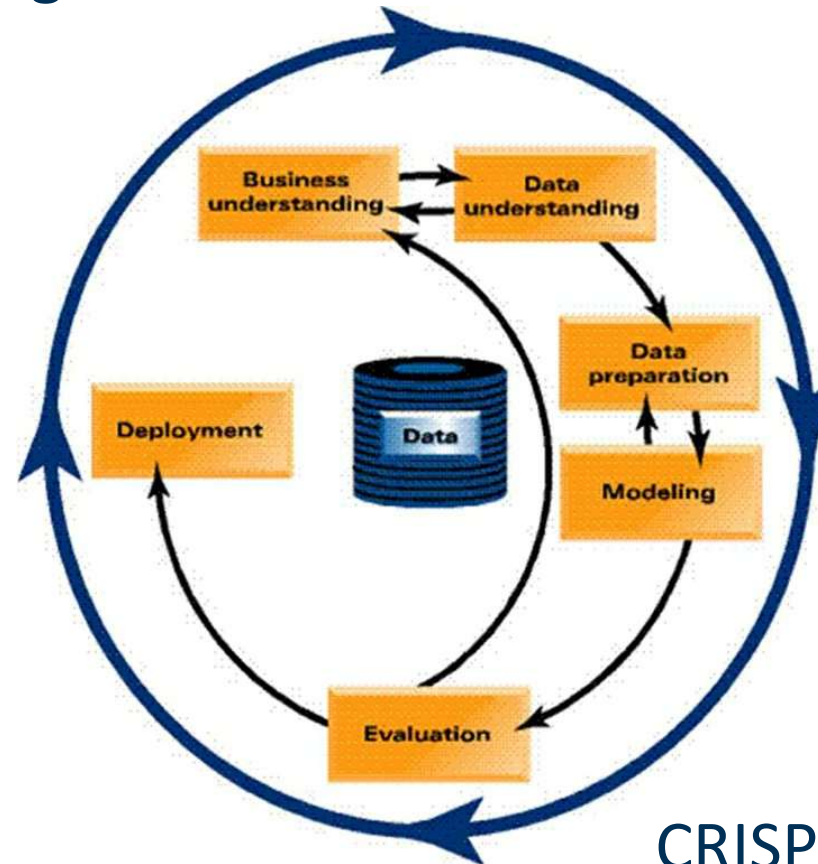 g
Business
understanding
Data
understanding
Data
preparation
Deployment
Data
Modeling
Evaluation
CRISP